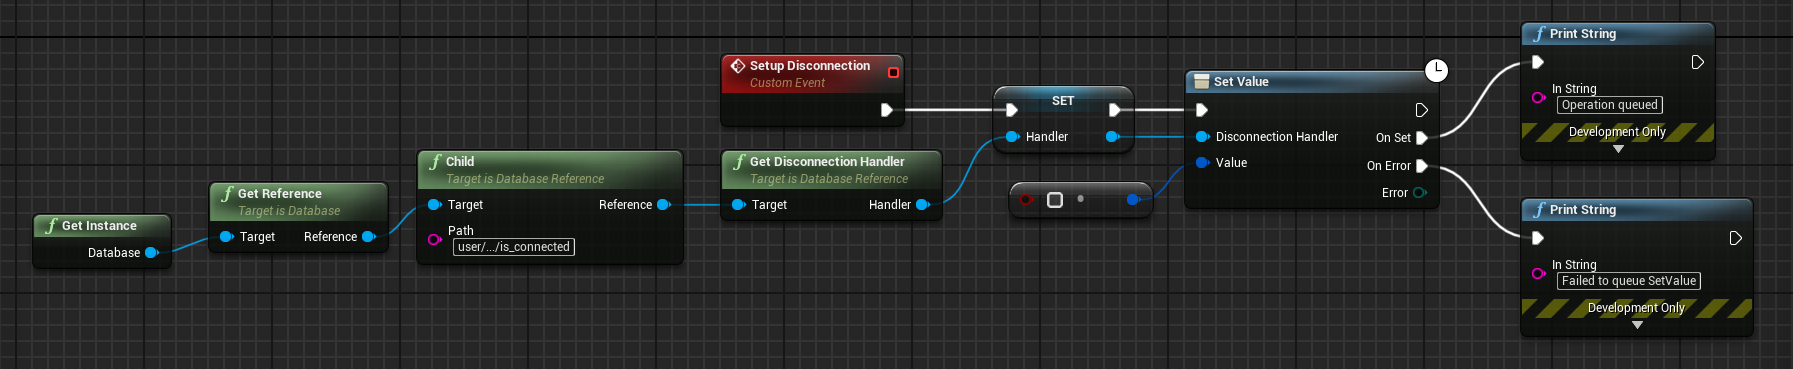 Get Instance
Database
Get Reference
Target is Database
Target
Reference
Child
Target is Database Reference
Target
Reference
Path
user/.../is_connected
Setup Disconnection
Custom Event
Get Disconnection Handler
Target is Database Reference
Target
Handler
SET
Handler
Set Value
Disconnection Handler
On Set
Value
On Error
Error
Print String
In String
Operation queued
Development Only
Print String
In String
Failed to queue SetValue
Development Only